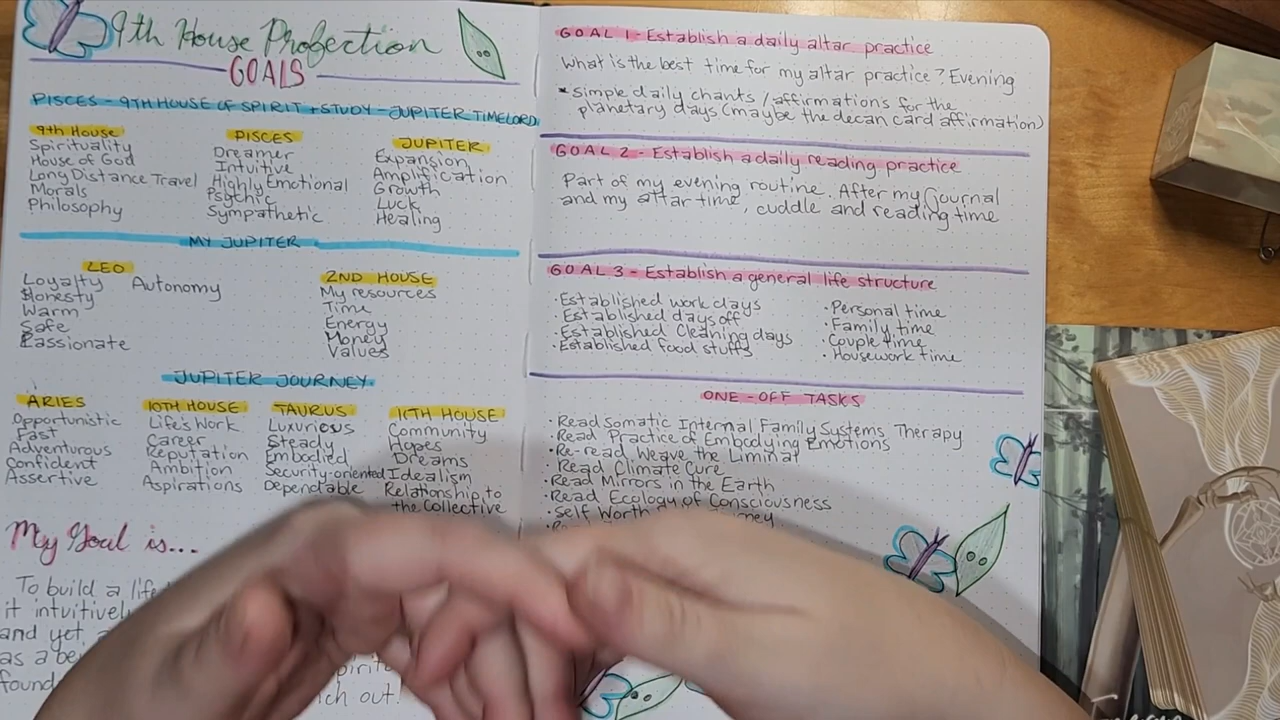 9th House Profection
GOALS
PISCES - 9TH HOUSE OF SPIRIT + STUDY - JUPITER TIMELORD
9th House
Spirituality
House of God
Long Distance Travel
Morals
Philosophy
PISCES
Dreamer
Intuitive
Highly Emotional
Psychic
Sympathetic
JUPITER
Expansion
Amplification
Growth
Luck
Healing
MY JUPITER
LEO
Loyalty Autonomy
Honesty
Warm
Safe
Passionate
2ND HOUSE
My resources
Time
Energy
Money
Values
JUPITER JOURNEY
ARIES
Opportunistic
Fast
Adventurous
Confident
Assertive
10TH HOUSE
Life's Work
Career
Reputation
Ambition
Aspirations
TAURUS
Luxurious
Steady
Embodied
Security-oriented
Dependable
11TH HOUSE
Community
Hopes
Dreams
Idealism
Relationship to
the Collective
My Goal is...
To build a life
it intuitively
and yet,
as a
found
ch out!
GOAL 1 - Establish a daily altar practice
What is the best time for my altar practice? Evening
* simple daily chants / affirmations for the
planetary days (maybe the decan card affirmation)
GOAL 2 - Establish a daily reading practice
Part of my evening routine. After my journal
and my altar time, cuddle and reading time
GOAL 3 - Establish a general life structure
· Established work days
· Established days off
· Established Cleaning days
· Established food stuffs
· Personal time
· Family time
· Couple time
· Housework time
ONE-OFF TASKS
· Read Somatic Internal Family Systems Therapy
· Read Practice of Embodying Emotions
· Re-read Weave the Liminal
· Read Climate Cure
· Read Mirrors in the Earth
· Read Ecology of Consciousness
· Self Worth